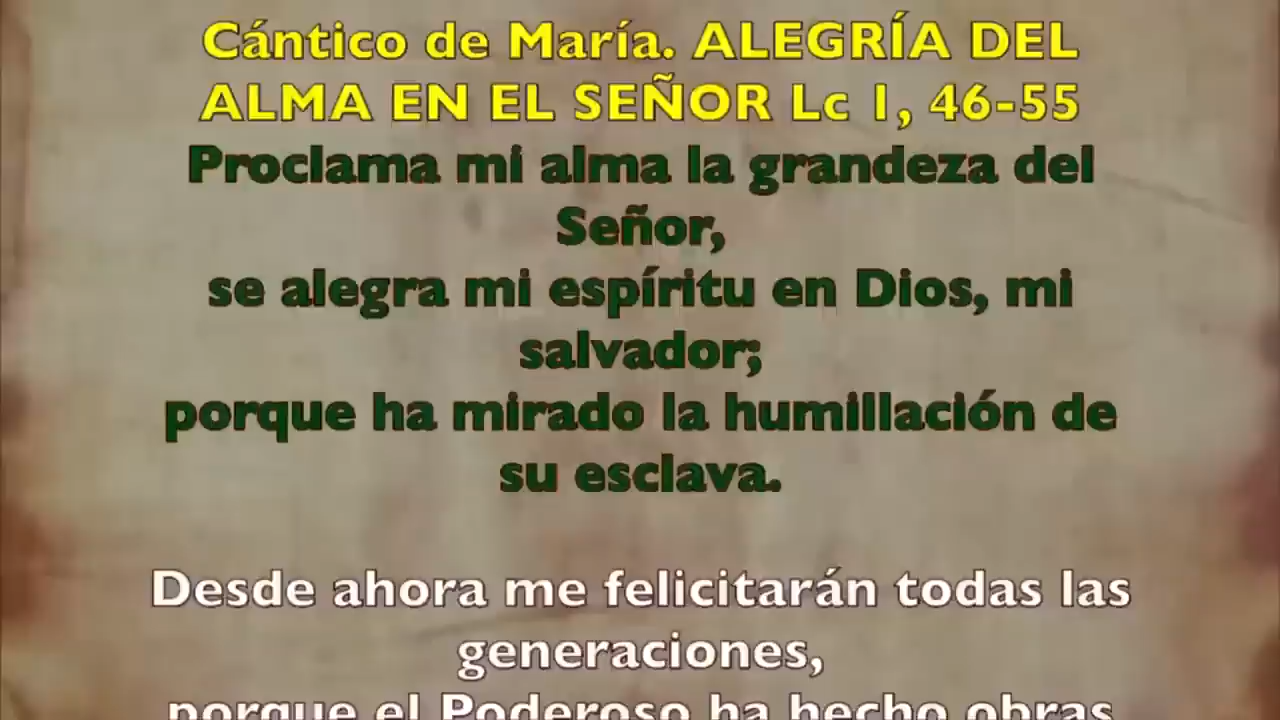 Cántico de María. ALEGRÍA DEL
ALMA EN EL SEÑOR Lc 1, 46-55
Proclama mi alma la grandeza del
Señor,
se alegra mi espíritu en Dios, mi
salvador;
porque ha mirado la humillación de
su esclava.
Desde ahora me felicitarán todas las
generaciones,
porque el Poderoso ha hecho obras